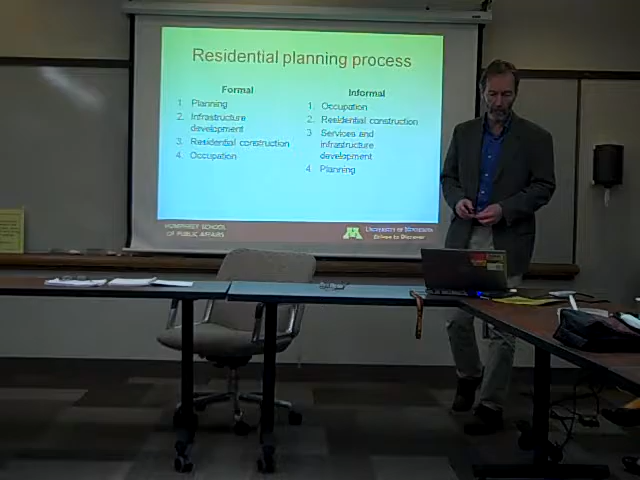 Residential planning process
Formal
1. Planning
2. Infrastructure
development
3. Residential construction
4. Occupation
Informal
1. Occupation
2. Residential construction
3 Services and
infrastructure
development
4. Planning
HUMPHREY SCHOOL
OF PUBLIC AFFAIRS
M
UNIVERSITY OF MINNESOTA
Driven to Discover